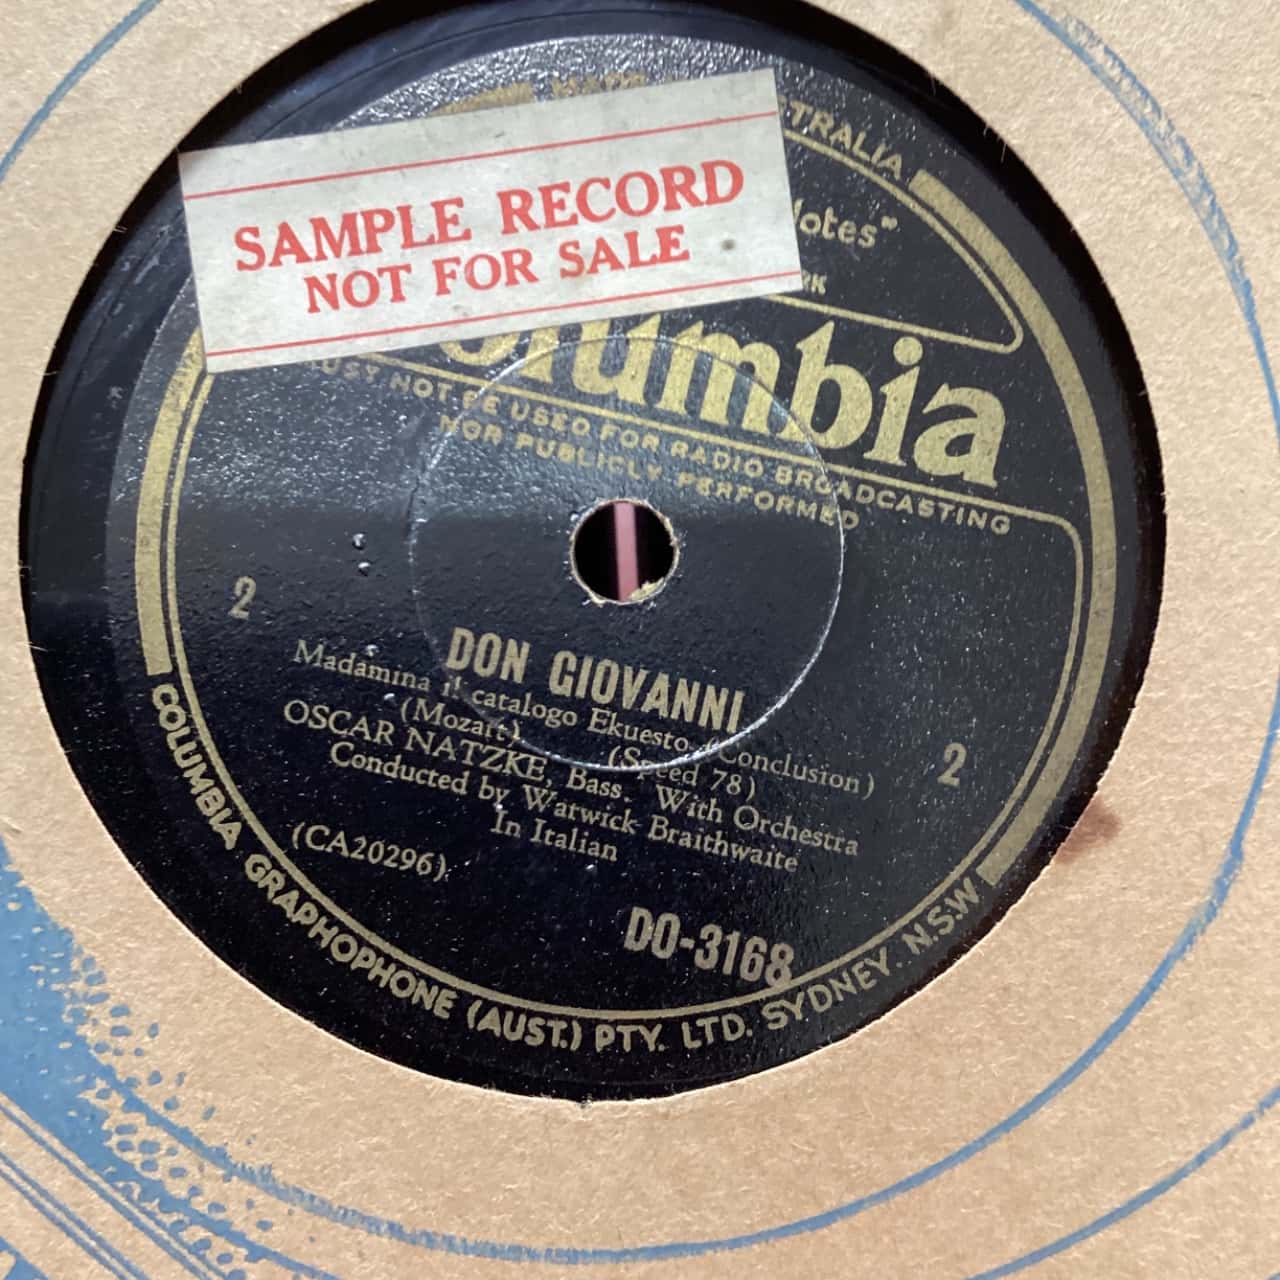 SAMPLE RECORD
NOT FOR SALE
TRALIA
Notes"
RK
Columbia
MUST NOT BE USED FOR RADIO BROADCASTING
NOR PUBLICLY PERFORMED
2
2
DON GIOVANNI
Madamina il catalogo Ekuesto (Conclusion)
(Mozart) (Speed 78)
OSCAR NATZKE, Bass. With Orchestra
Conducted by Warwick Braithwaite
In Italian
(CA20296)
DO-3168
COLUMBIA GRAPHOPHONE (AUST.) PTY. LTD. SYDNEY. N.S.W